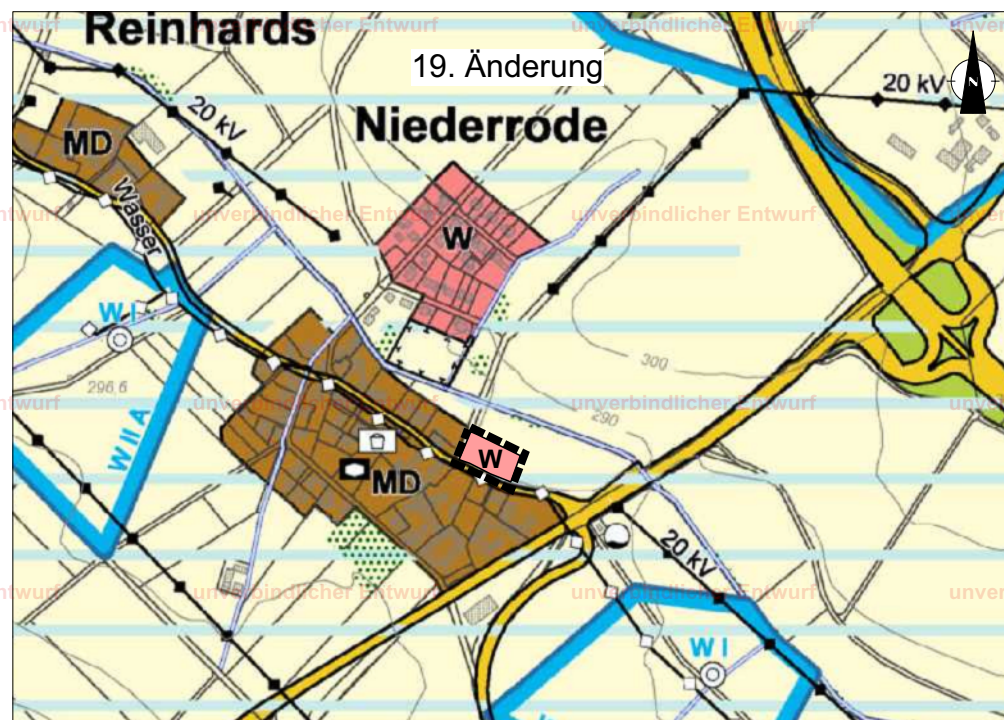 Reinhards
19. Änderung
N
20 kV
20 kV
Niederrode
MD
Wasser
unverbindlicher Entwurf
unverbindlicher Entwurf
W
W I
300
296,6
290
unverbindlicher Entwurf
unverbindlicher Entwurf
W II A
W
MD
20 kV
unverbindlicher Entwurf
unverbindlicher Entwurf
W I